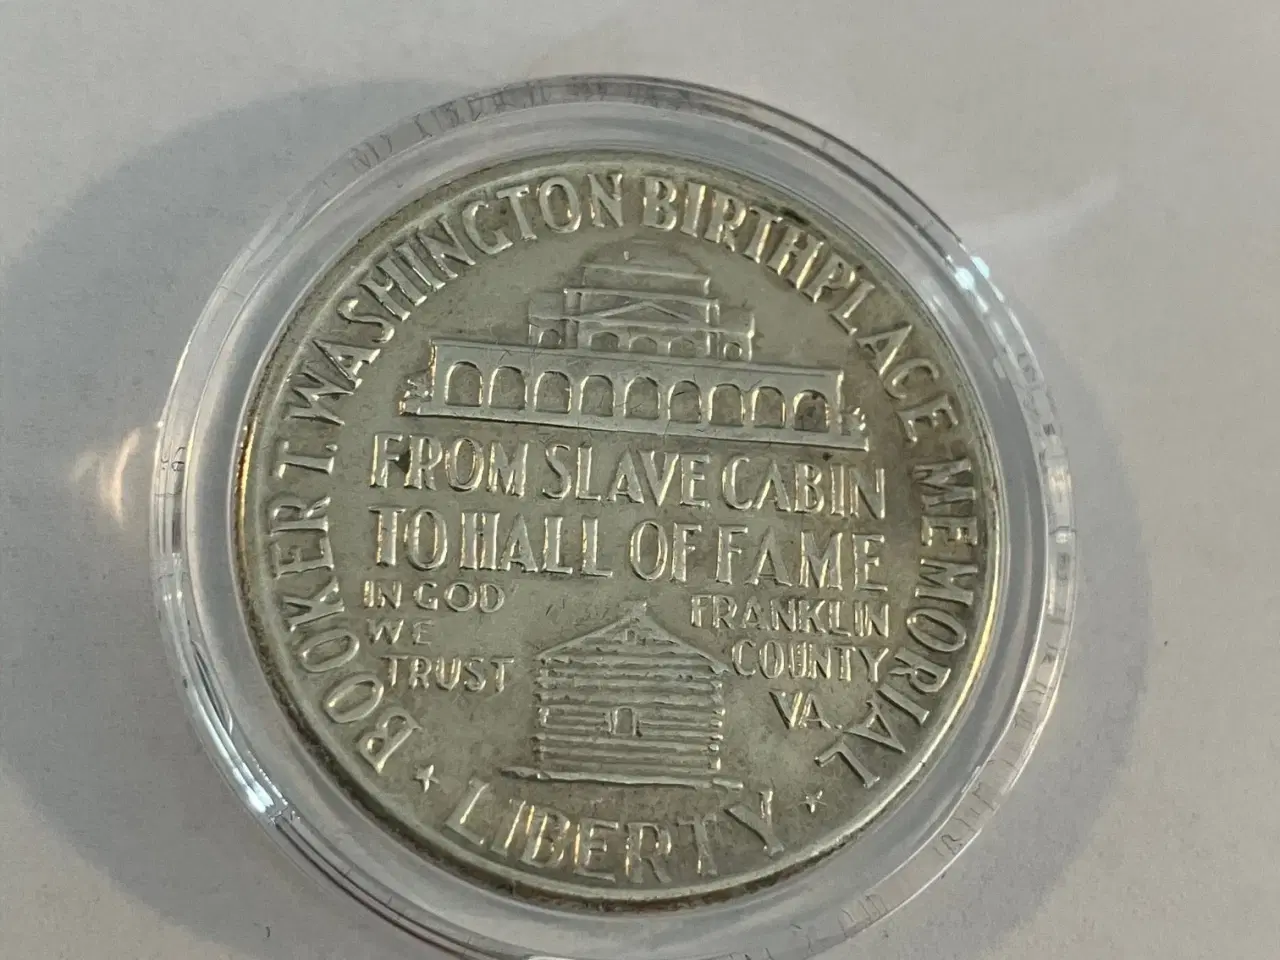 BOOKER T. WASHINGTON BIRTHPLACE MEMORIAL
FROM SLAVE CABIN
TO HALL OF FAME
IN GOD
WE
TRUST
FRANKLIN
COUNTY
VA.
LIBERTY